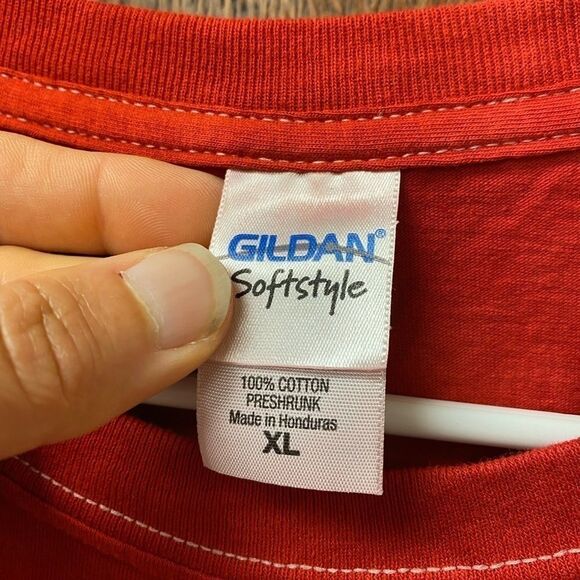 GILDAN®
Softstyle
100% COTTON
PRESHRUNK
Made in Honduras
XL